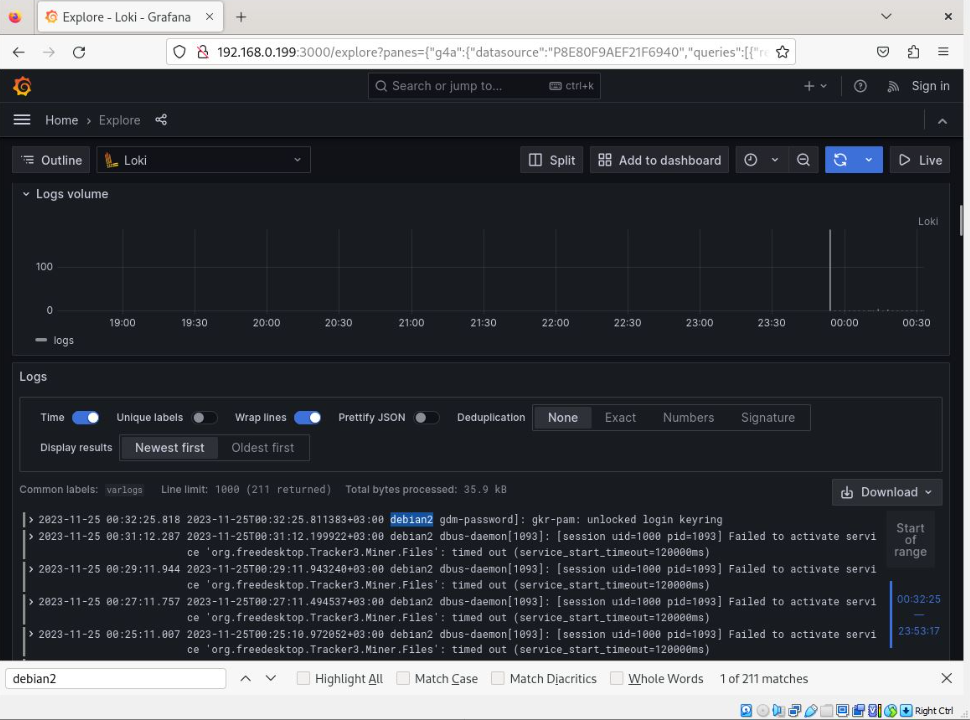 Explore - Loki - Grafana
192.168.0.199:3000/explore?panes={"g4a":{"datasource":"P8E80F9AEF21F6940","queries":[{"re
Search or jump to... ctrl+k Sign in
Home › Explore
Outline Loki Split Add to dashboard Live
Logs volume
Loki
100
0
19:00 19:30 20:00 20:30 21:00 21:30 22:00 22:30 23:00 23:30 00:00 00:30
logs
Logs
Time Unique labels Wrap lines Prettify JSON Deduplication None Exact Numbers Signature
Display results Newest first Oldest first
Common labels: varlogs Line limit: 1000 (211 returned) Total bytes processed: 35.9 kB Download
2023-11-25 00:32:25.818 2023-11-25T00:32:25.811383+03:00 debian2 gdm-password]: gkr-pam: unlocked login keyring
2023-11-25 00:31:12.287 2023-11-25T00:31:12.199922+03:00 debian2 dbus-daemon[1093]: [session uid=1000 pid=1093] Failed to activate servi
ce 'org.freedesktop.Tracker3.Miner.Files': timed out (service_start_timeout=120000ms)
2023-11-25 00:29:11.944 2023-11-25T00:29:11.943240+03:00 debian2 dbus-daemon[1093]: [session uid=1000 pid=1093] Failed to activate servi
ce 'org.freedesktop.Tracker3.Miner.Files': timed out (service_start_timeout=120000ms)
2023-11-25 00:27:11.757 2023-11-25T00:27:11.494537+03:00 debian2 dbus-daemon[1093]: [session uid=1000 pid=1093] Failed to activate servi
ce 'org.freedesktop.Tracker3.Miner.Files': timed out (service_start_timeout=120000ms)
2023-11-25 00:25:11.007 2023-11-25T00:25:10.972052+03:00 debian2 dbus-daemon[1093]: [session uid=1000 pid=1093] Failed to activate servi
ce 'org.freedesktop.Tracker3.Miner.Files': timed out (service_start_timeout=120000ms)
Start
of
range
00:32:25
—
23:53:17
debian2 Highlight All Match Case Match Diacritics Whole Words 1 of 211 matches
Right Ctrl